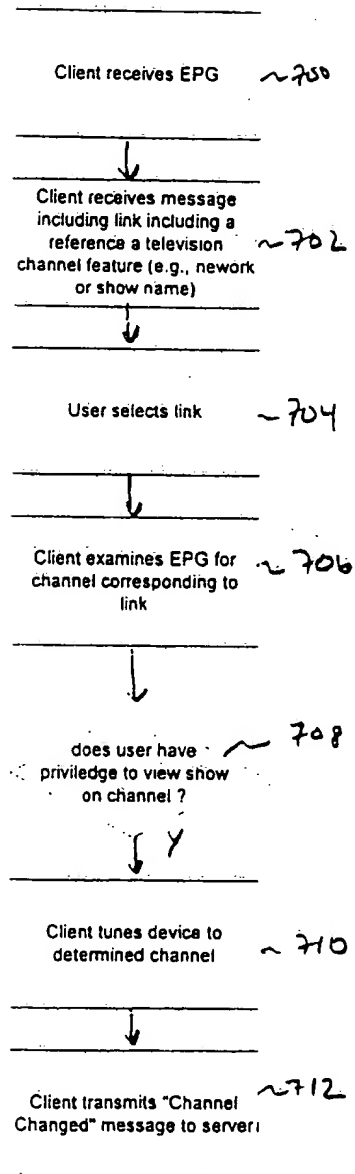 Client receives EPG ~700
Client receives message
including link including a
reference a television ~702
channel feature (e.g., nework
or show name)
User selects link ~704
Client examines EPG for ~706
channel corresponding to
link
does user have ~ 708
priviledge to view show
on channel ?
Y
Client tunes device to
determined channel ~710
Client transmits "Channel ~712
Changed" message to server